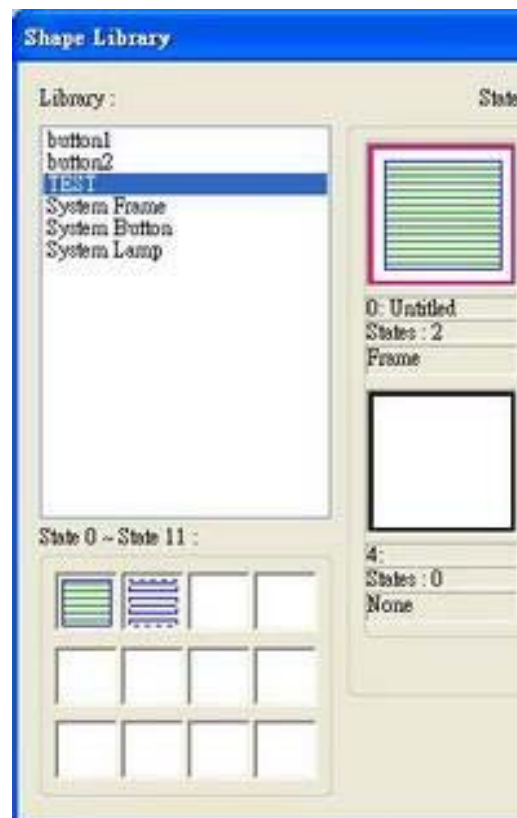 Shape Library
Library :
State
button1
button2
TEST
System Frame
System Button
System Lamp
0: Untitled
States : 2
Frame
State 0 ~ State 11 :
4:
States : 0
None